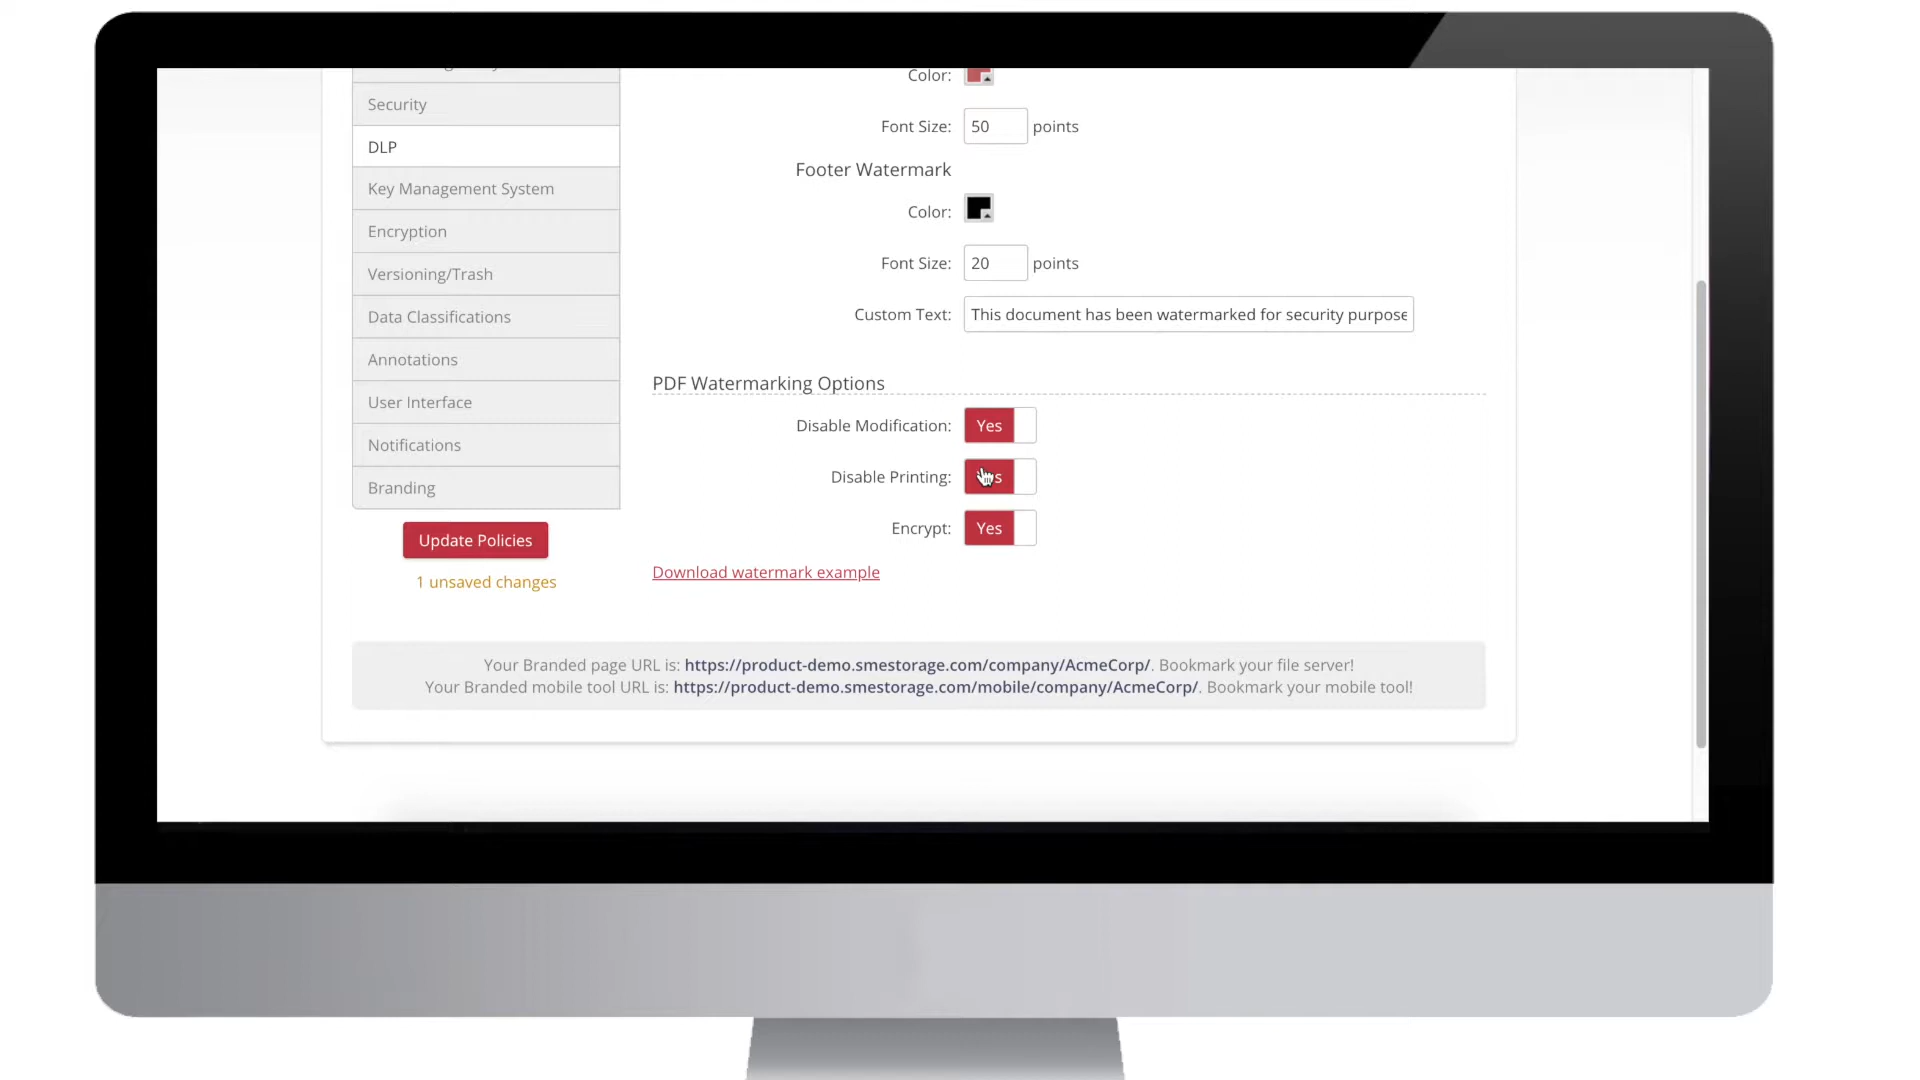 Security
DLP
Key Management System
Encryption
Versioning/Trash
Data Classifications
Annotations
User Interface
Notifications
Branding
Update Policies
1 unsaved changes
Color:
Font Size: 50 points
Footer Watermark
Color:
Font Size: 20 points
Custom Text: This document has been watermarked for security purpose
PDF Watermarking Options
Disable Modification: Yes
Disable Printing:
Encrypt: Yes
Download watermark example
Your Branded page URL is: https://product-demo.smestorage.com/company/AcmeCorp/. Bookmark your file server!
Your Branded mobile tool URL is: https://product-demo.smestorage.com/mobile/company/AcmeCorp/. Bookmark your mobile tool!